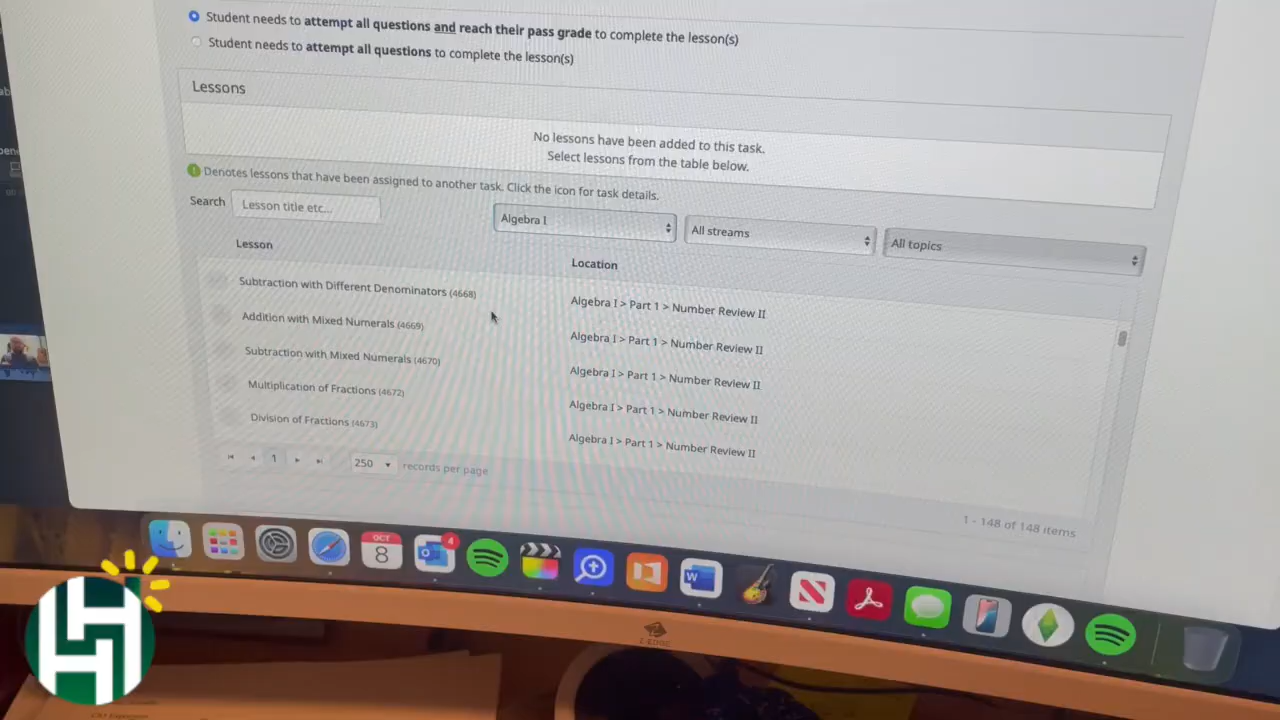 Student needs to attempt all questions and reach their pass grade to complete the lesson(s)
Student needs to attempt all questions to complete the lesson(s)
Lessons
No lessons have been added to this task.
Select lessons from the table below.
! Denotes lessons that have been assigned to another task. Click the icon for task details.
Search Lesson title etc... Algebra I All streams All topics
Lesson Location
Subtraction with Different Denominators (4668) Algebra I > Part 1 > Number Review II
Addition with Mixed Numerals (4669) Algebra I > Part 1 > Number Review II
Subtraction with Mixed Numerals (4670) Algebra I > Part 1 > Number Review II
Multiplication of Fractions (4672) Algebra I > Part 1 > Number Review II
Division of Fractions (4673) Algebra I > Part 1 > Number Review II
1 250 records per page
1 - 148 of 148 items
OCT
8
4
W
Z-EDGE
H